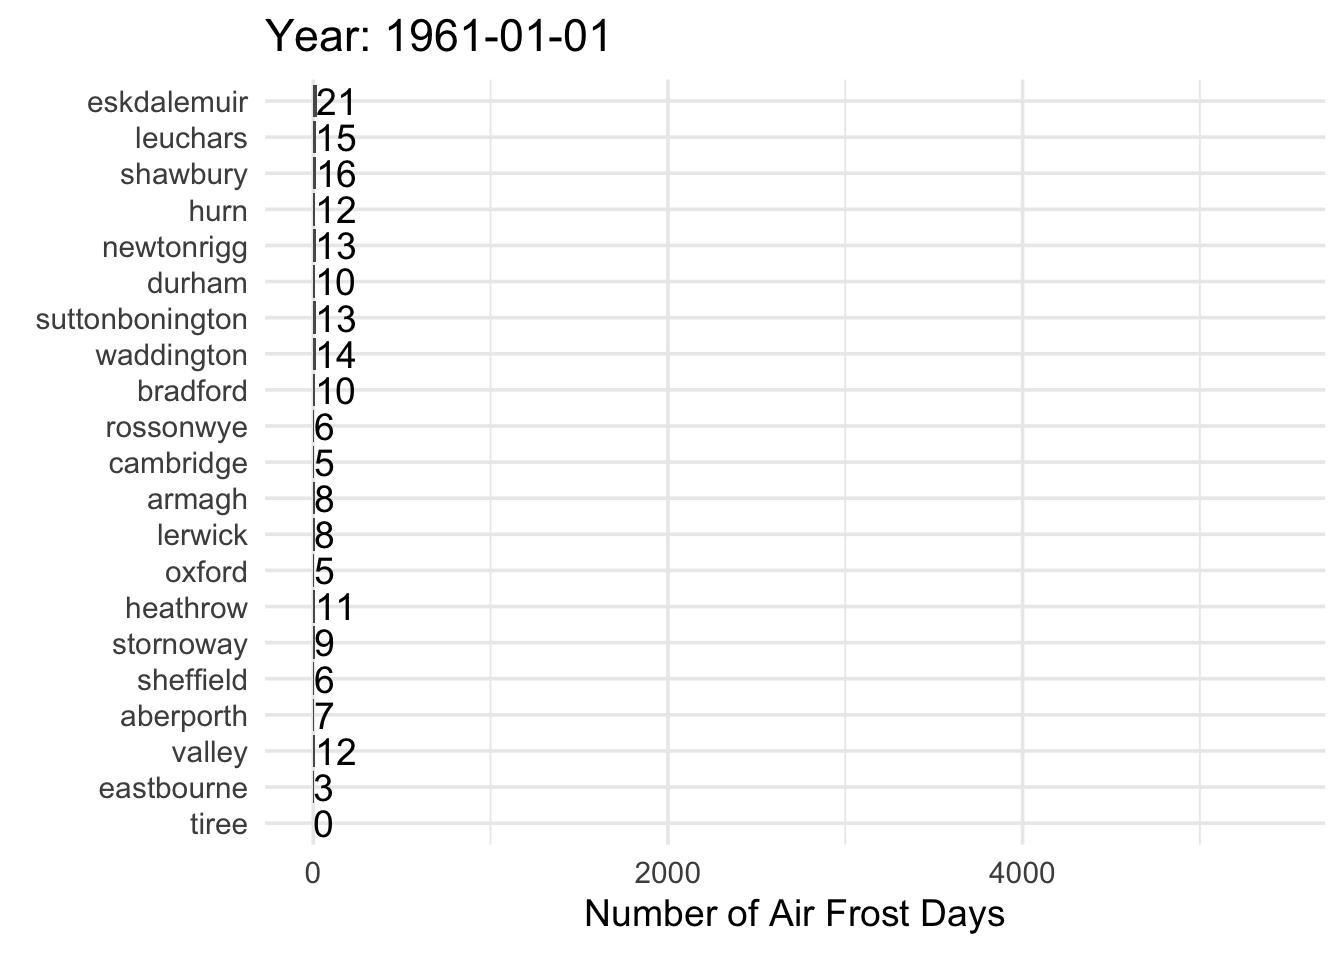 Year: 1961-01-01
eskdalemuir 21
leuchars 15
shawbury 16
hurn 12
newtonrigg 13
durham 10
suttonbonington 13
waddington 14
bradford 10
rossonwye 6
cambridge 5
armagh 8
lerwick 8
oxford 5
heathrow 11
stornoway 9
sheffield 6
aberporth 7
valley 12
eastbourne 3
tiree 0
0 2000 4000
Number of Air Frost Days